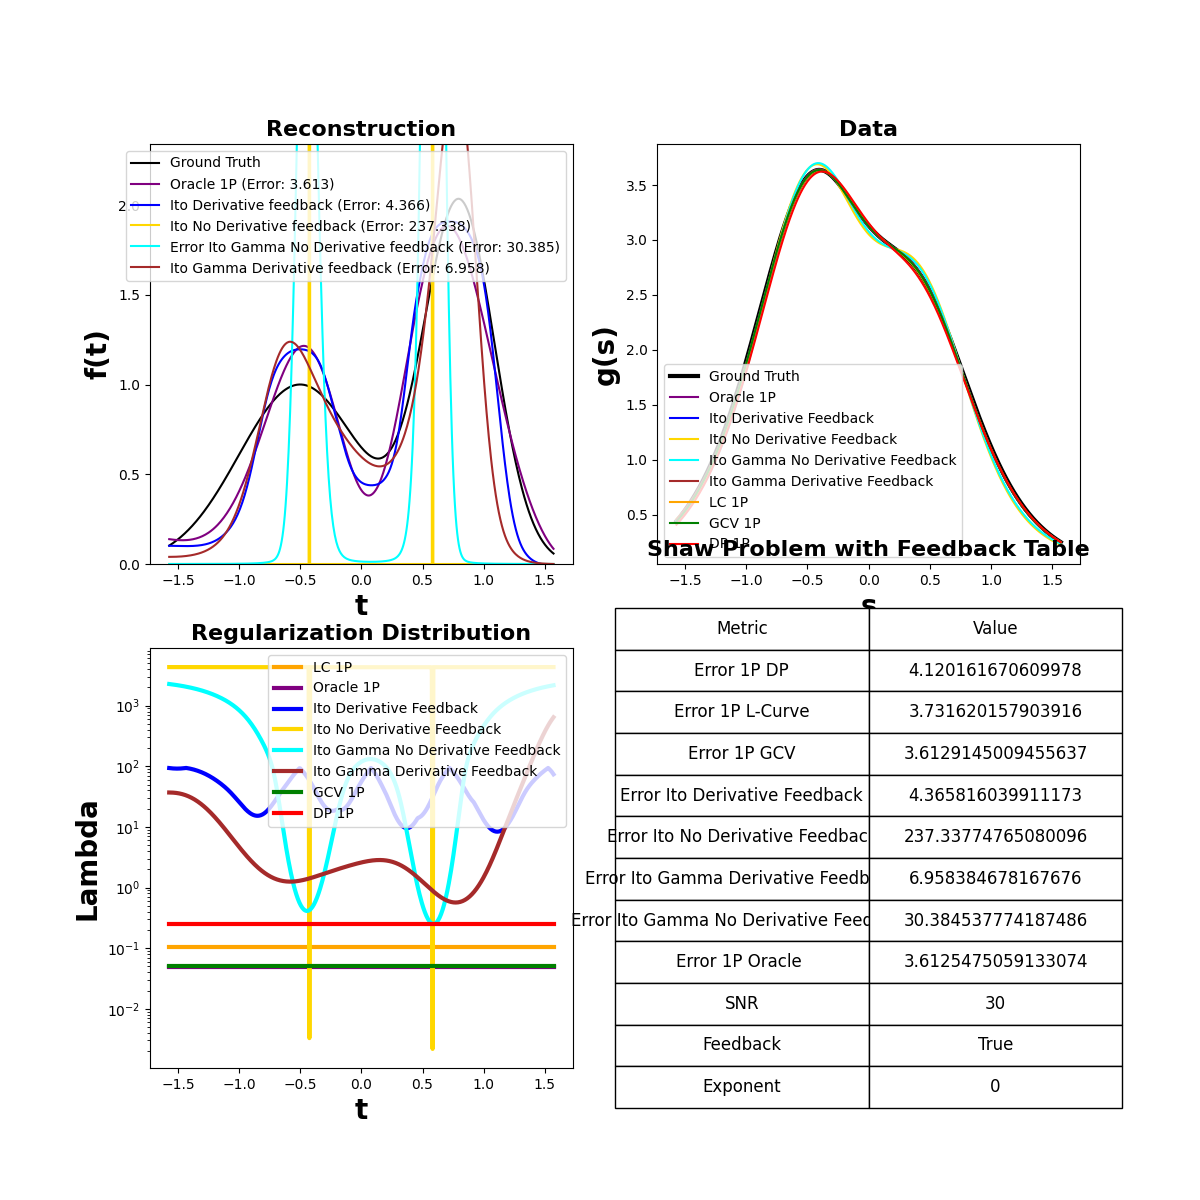 Reconstruction
Ground Truth
Oracle 1P (Error: 3.613)
Ito Derivative feedback (Error: 4.366)
Ito No Derivative feedback (Error: 237.338)
Error Ito Gamma No Derivative feedback (Error: 30.385)
Ito Gamma Derivative feedback (Error: 6.958)
f(t)
2.0
1.5
1.0
0.5
0.0
−1.5 −1.0 −0.5 0.0 0.5 1.0 1.5
t
Data
g(s)
3.5
3.0
2.5
2.0
1.5
1.0
0.5
Ground Truth
Oracle 1P
Ito Derivative Feedback
Ito No Derivative Feedback
Ito Gamma No Derivative Feedback
Ito Gamma Derivative Feedback
LC 1P
GCV 1P
DP 1P
−1.5 −1.0 −0.5 0.0 0.5 1.0 1.5
s
Regularization Distribution
LC 1P
Oracle 1P
Ito Derivative Feedback
Ito No Derivative Feedback
Ito Gamma No Derivative Feedback
Ito Gamma Derivative Feedback
GCV 1P
DP 1P
Lambda
10³
10²
10¹
10⁰
10⁻¹
10⁻²
−1.5 −1.0 −0.5 0.0 0.5 1.0 1.5
t
Shaw Problem with Feedback Table
Metric Value
Error 1P DP 4.120161670609978
Error 1P L-Curve 3.731620157903916
Error 1P GCV 3.6129145009455637
Error Ito Derivative Feedback 4.365816039911173
Error Ito No Derivative Feedbac 237.33774765080096
Error Ito Gamma Derivative Feedb 6.958384678167676
Error Ito Gamma No Derivative Feec 30.384537774187486
Error 1P Oracle 3.6125475059133074
SNR 30
Feedback True
Exponent 0